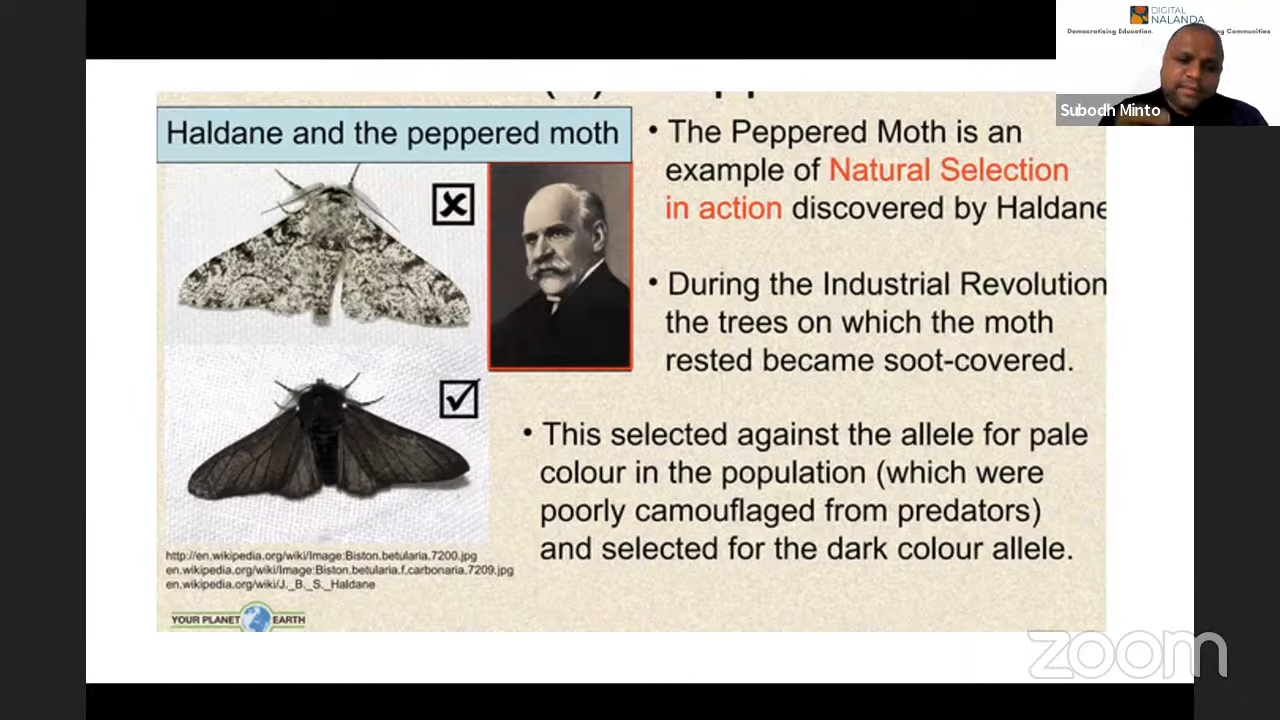 DIGITAL
NALANDA
Democratising Education.
Communities
Subodh Minto
Haldane and the peppered moth
• The Peppered Moth is an
example of Natural Selection
in action discovered by Haldane
• During the Industrial Revolution
the trees on which the moth
rested became soot-covered.
• This selected against the allele for pale
colour in the population (which were
poorly camouflaged from predators)
and selected for the dark colour allele.
http://en.wikipedia.org/wiki/Image:Biston.betularia.7200.jpg
en.wikipedia.org/wiki/Image:Biston.betularia.f.carbonaria.7209.jpg
en.wikipedia.org/wiki/J._B._S._Haldane
YOUR PLANET EARTH
zoom